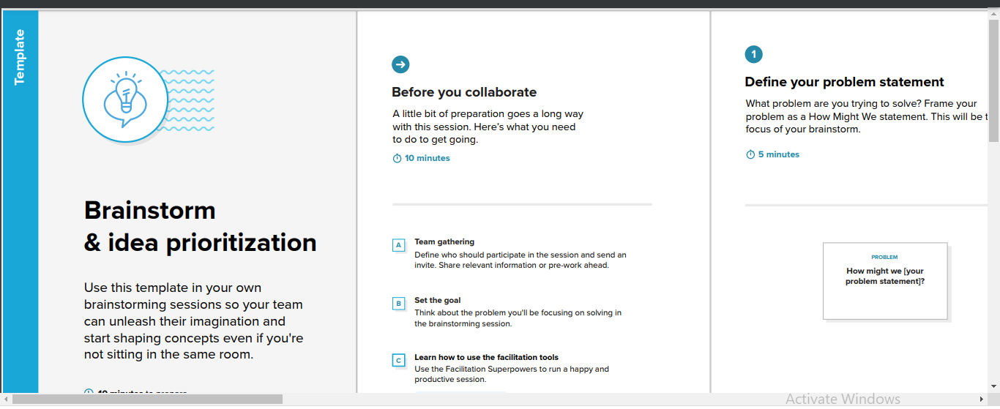 Template
Brainstorm
& idea prioritization
Use this template in your own
brainstorming sessions so your team
can unleash their imagination and
start shaping concepts even if you're
not sitting in the same room.
10 minutes to prepare
Before you collaborate
A little bit of preparation goes a long way
with this session. Here's what you need
to do to get going.
10 minutes
A
Team gathering
Define who should participate in the session and send an
invite. Share relevant information or pre-work ahead.
B
Set the goal
Think about the problem you'll be focusing on solving in
the brainstorming session.
C
Learn how to use the facilitation tools
Use the Facilitation Superpowers to run a happy and
productive session.
1
Define your problem statement
What problem are you trying to solve? Frame your
problem as a How Might We statement. This will be t
focus of your brainstorm.
5 minutes
PROBLEM
How might we [your
problem statement]?
Activate Windows